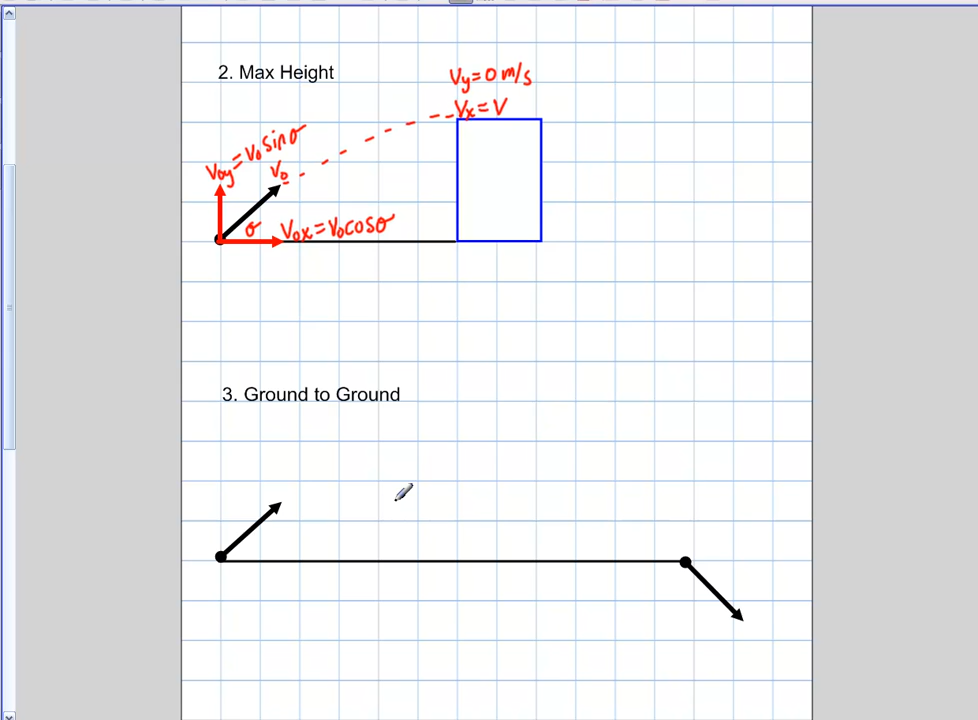 2. Max Height
Vy = 0 m/s
Vx = V
Voy = Vo sinθ
Vo
θ
Vox = Vo cosθ
3. Ground to Ground